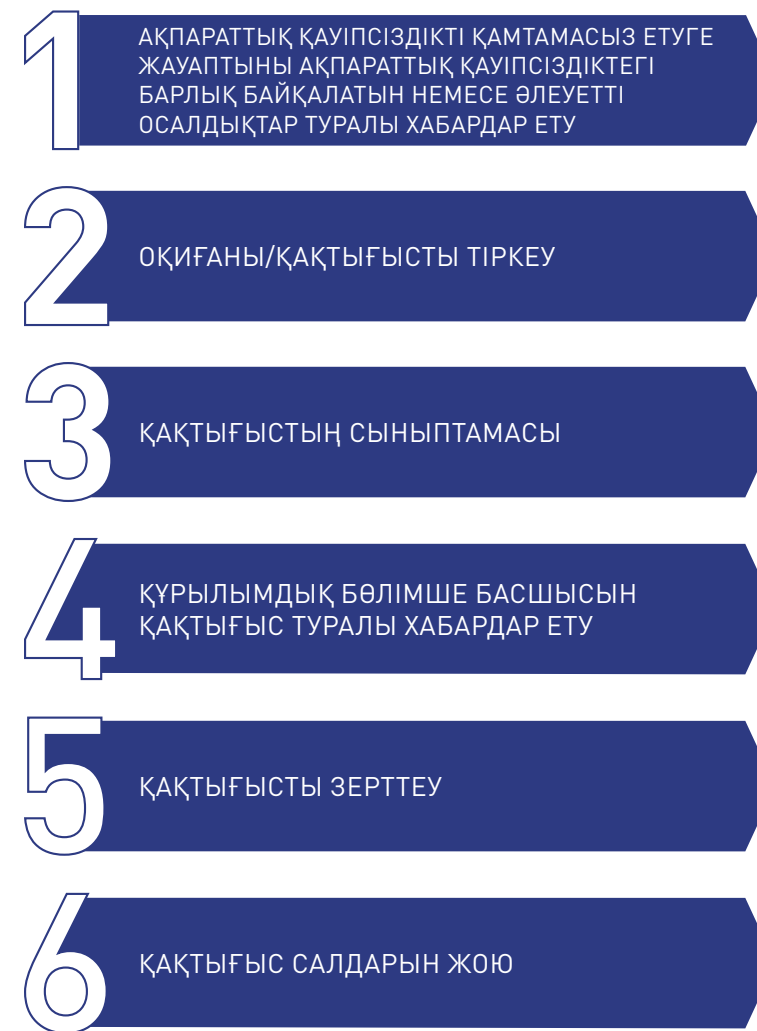 1
АҚПАРАТТЫҚ ҚАУІПСІЗДІКТІ ҚАМТАМАСЫЗ ЕТУГЕ
ЖАУАПТЫНЫ АҚПАРАТТЫҚ ҚАУІПСІЗДІКТЕГІ
БАРЛЫҚ БАЙҚАЛАТЫН НЕМЕСЕ ӘЛЕУЕТТІ
ОСАЛДЫҚТАР ТУРАЛЫ ХАБАРДАР ЕТУ
2
ОҚИҒАНЫ/ҚАҚТЫҒЫСТЫ ТІРКЕУ
3
ҚАҚТЫҒЫСТЫҢ СЫНЫПТАМАСЫ
4
ҚҰРЫЛЫМДЫҚ БӨЛІМШЕ БАСШЫСЫН
ҚАҚТЫҒЫС ТУРАЛЫ ХАБАРДАР ЕТУ
5
ҚАҚТЫҒЫСТЫ ЗЕРТТЕУ
6
ҚАҚТЫҒЫС САЛДАРЫН ЖОЮ